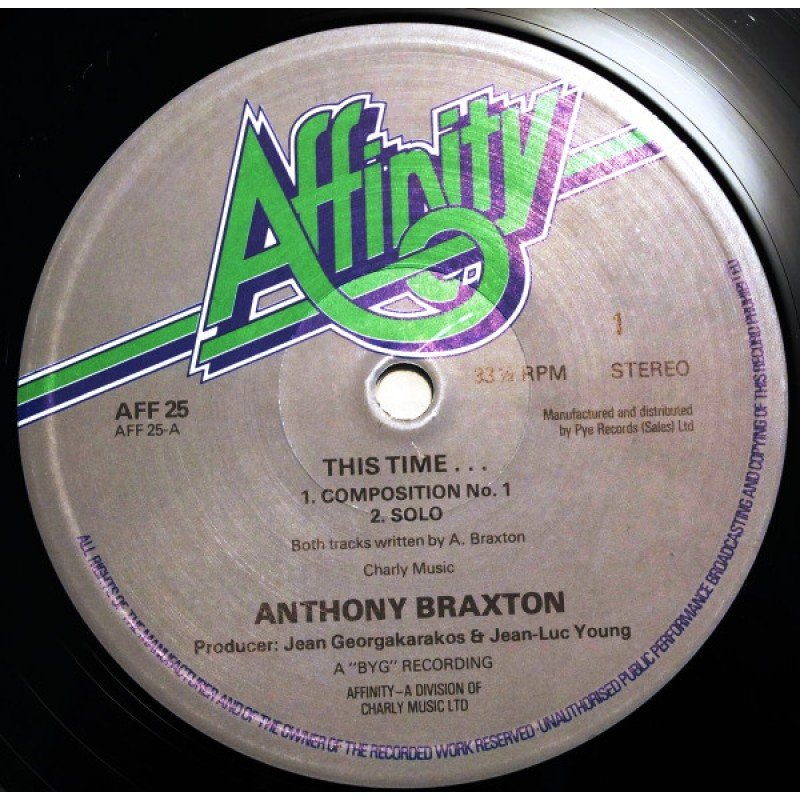 Affinity
1
33⅓ RPM STEREO
AFF 25
AFF 25-A
Manufactured and distributed
by Pye Records (Sales) Ltd
THIS TIME . . .
1. COMPOSITION No. 1
2. SOLO
Both tracks written by A. Braxton
Charly Music
ANTHONY BRAXTON
Producer: Jean Georgakarakos & Jean-Luc Young
A "BYG" RECORDING
AFFINITY–A DIVISION OF
CHARLY MUSIC LTD
ALL RIGHTS OF THE MANUFACTURER AND OF THE OWNER OF THE RECORDED WORK RESERVED · UNAUTHORISED PUBLIC PERFORMANCE BROADCASTING AND COPYING OF THIS RECORD PROHIBITED